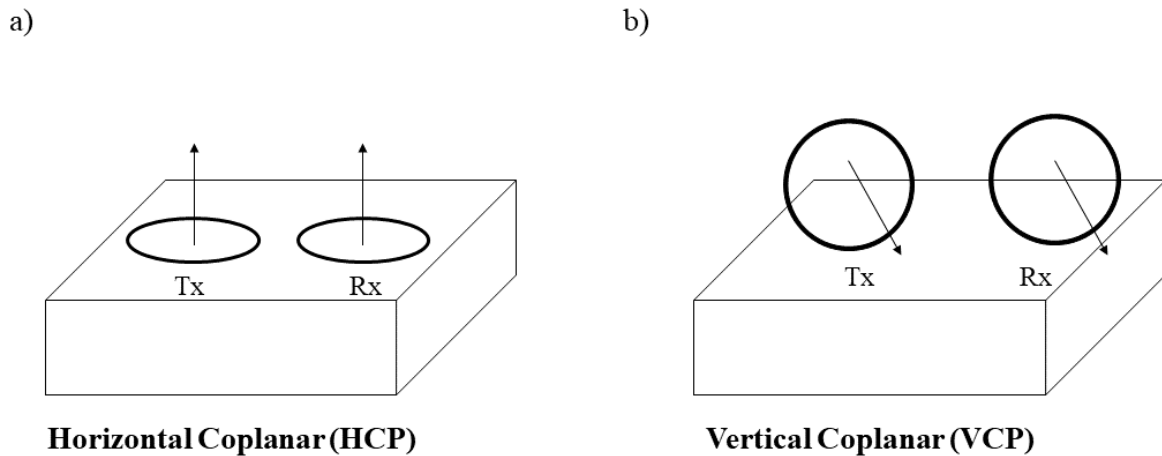 a)
b)
Tx
Rx
Tx
Rx
Horizontal Coplanar (HCP)
Vertical Coplanar (VCP)